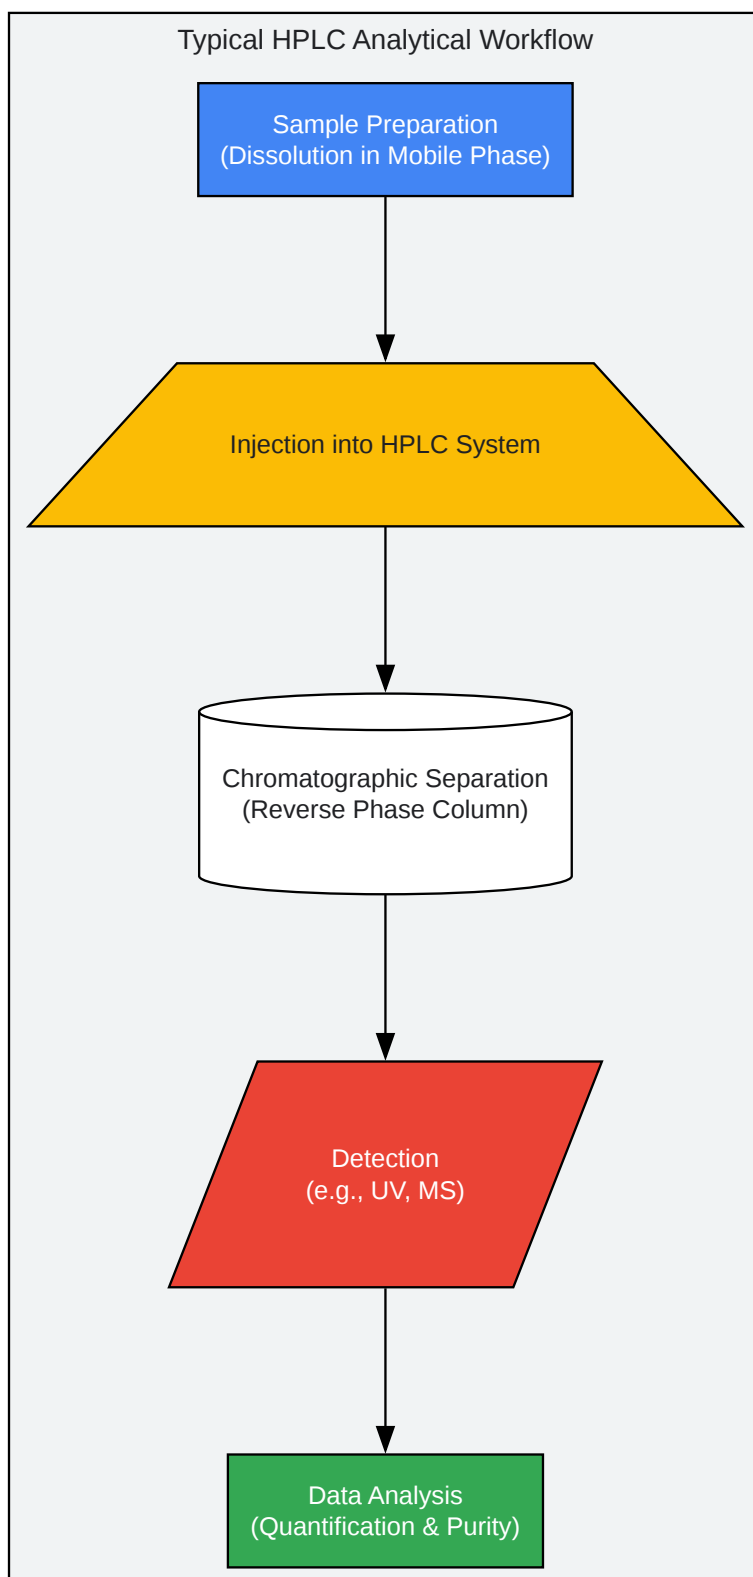 Typical HPLC Analytical Workflow
Sample Preparation
(Dissolution in Mobile Phase)
Injection into HPLC System
Chromatographic Separation
(Reverse Phase Column)
Detection
(e.g., UV, MS)
Data Analysis
(Quantification & Purity)